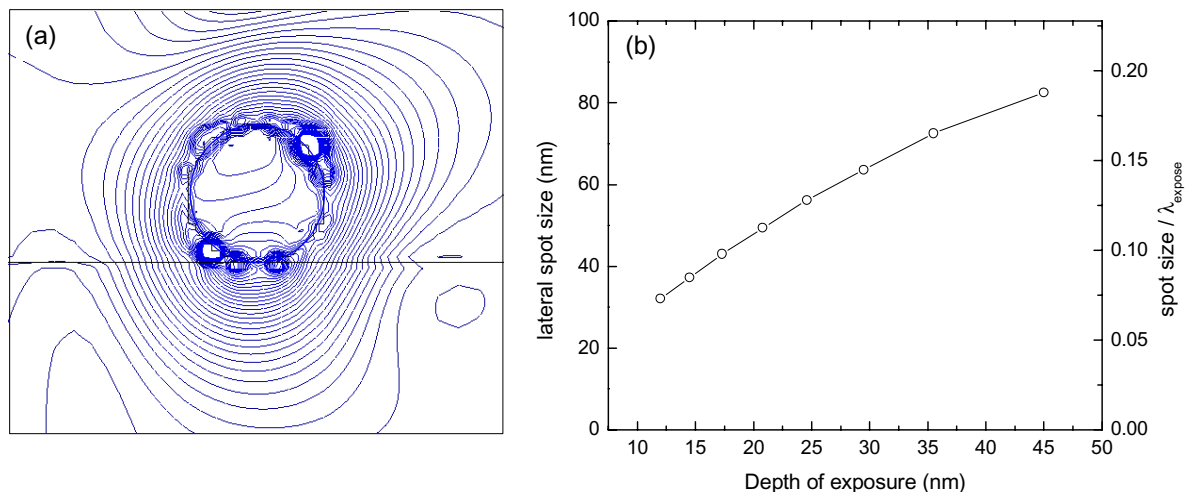 (a)
(b)
lateral spot size (nm)
100
80
60
40
20
0
10 15 20 25 30 35 40 45 50
Depth of exposure (nm)
0.20
0.15
0.10
0.05
0.00
spot size / λexpose